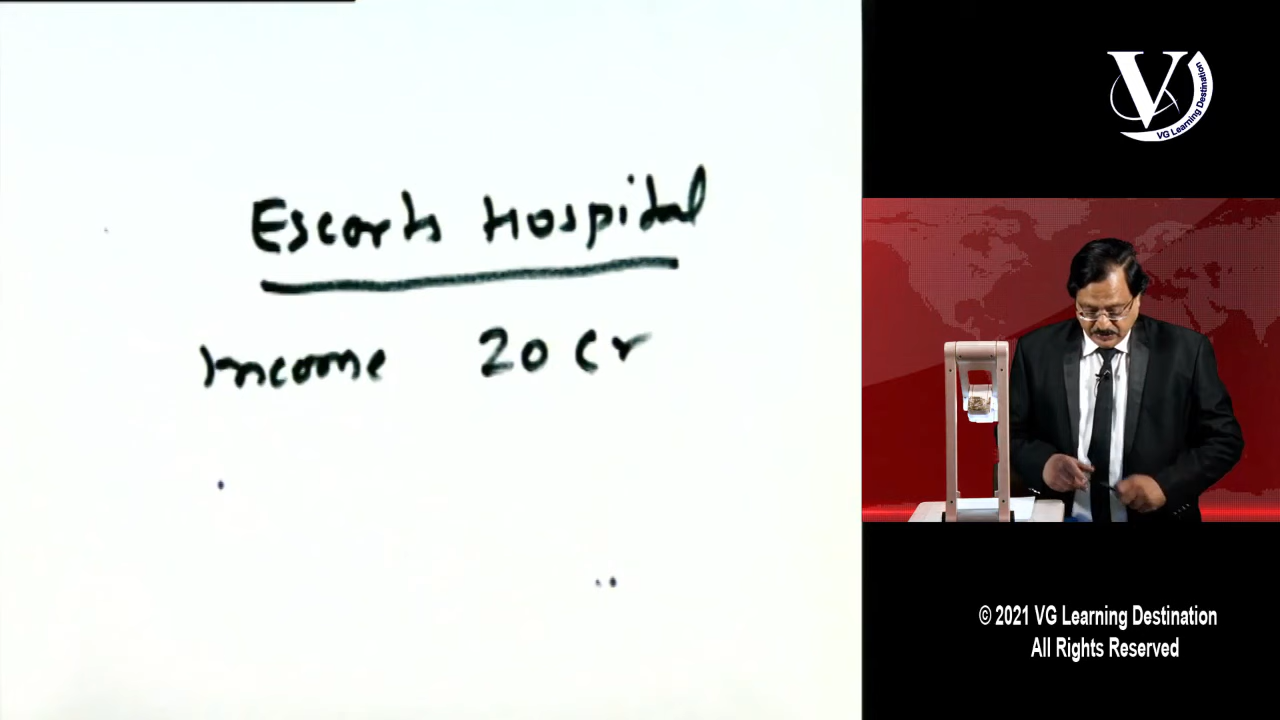 Escorts Hospital
Income 20 Cr
V
VG Learning Destination
© 2021 VG Learning Destination
All Rights Reserved